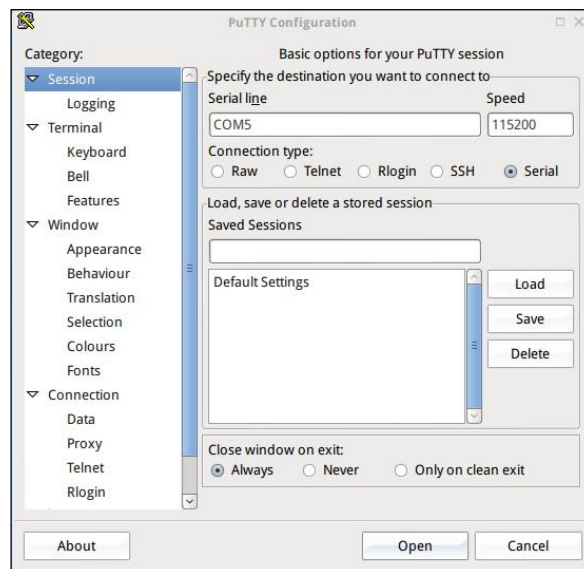 PuTTY Configuration
Category:
Session
Logging
Terminal
Keyboard
Bell
Features
Window
Appearance
Behaviour
Translation
Selection
Colours
Fonts
Connection
Data
Proxy
Telnet
Rlogin
Basic options for your PuTTY session
Specify the destination you want to connect to
Serial line Speed
COM5 115200
Connection type:
Raw Telnet Rlogin SSH Serial
Load, save or delete a stored session
Saved Sessions
Default Settings
Load
Save
Delete
Close window on exit:
Always Never Only on clean exit
About Open Cancel